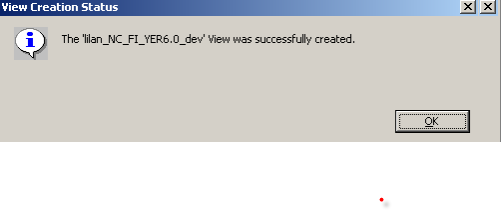 View Creation Status
The 'lilan_NC_FI_YER6.0_dev' View was successfully created.
OK